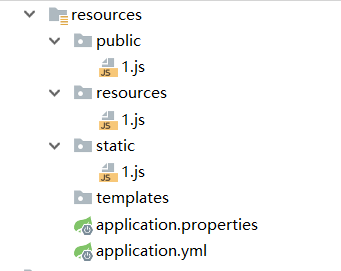 resources
public
1.js
resources
1.js
static
1.js
templates
application.properties
application.yml